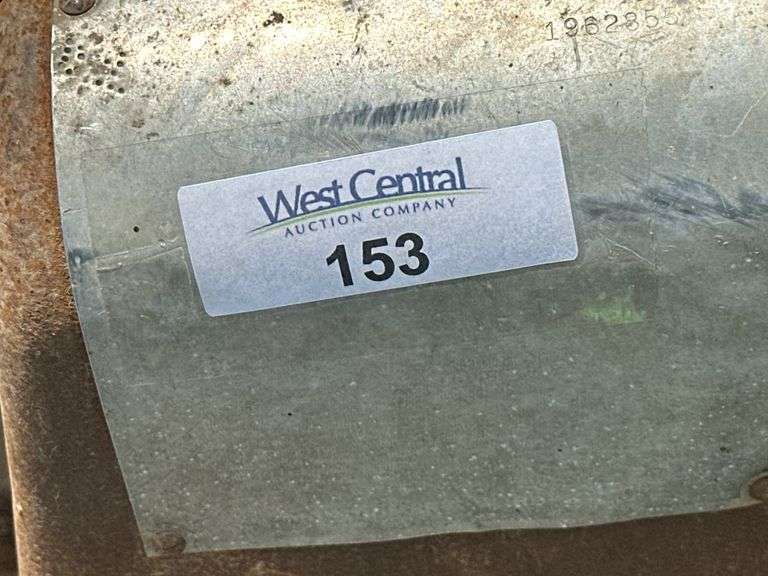 1962855
West Central
AUCTION COMPANY
153